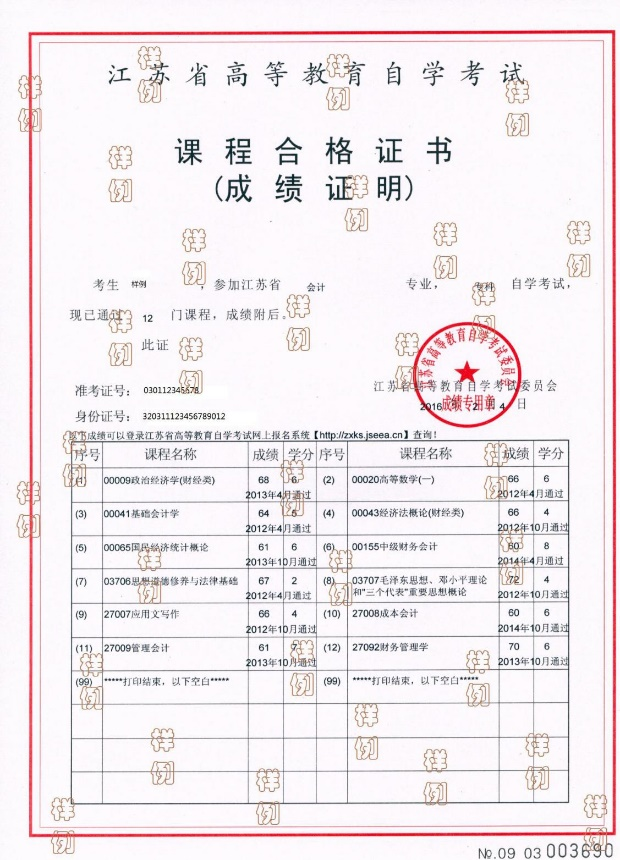 江苏省高等教育自学考试
课程合格证书
(成绩证明)
考生 样例 ，参加江苏省 会计 专业， 专科 自学考试，
现已通过 12 门课程，成绩附后。
此证
准考证号： 030112345678
江苏省高等教育自学考试委员会
2016 年 2 月 4 日
江苏省高等教育自学考试委员会
成绩专用章
身份证号： 320311123456789012
以下成绩可以登录江苏省高等教育自学考试网上报名系统【http://zxks.jseea.cn】查询！
序号 课程名称 成绩 学分 序号 课程名称 成绩 学分
(1) 00009政治经济学(财经类) 68 6 (2) 00020高等数学(一) 66 6
2013年4月通过 2012年4月通过
(3) 00041基础会计学 64 5 (4) 00043经济法概论(财经类) 66 4
2012年4月通过 2012年10月通过
(5) 00065国民经济统计概论 61 6 (6) 00155中级财务会计 60 8
2013年10月通过 2014年4月通过
(7) 03706思想道德修养与法律基础 67 2 (8) 03707毛泽东思想、邓小平理论 72 4
和"三个代表"重要思想概论
2012年4月通过 2012年10月通过
(9) 27007应用文写作 66 4 (10) 27008成本会计 60 6
2012年10月通过 2014年10月通过
(11) 27009管理会计 61 (12) 27092财务管理学 70 6
2013年10月通过 2013年10月通过
(99) *****打印结束，以下空白***** (99) *****打印结束，以下空白*****
样例
№.09 03 003690